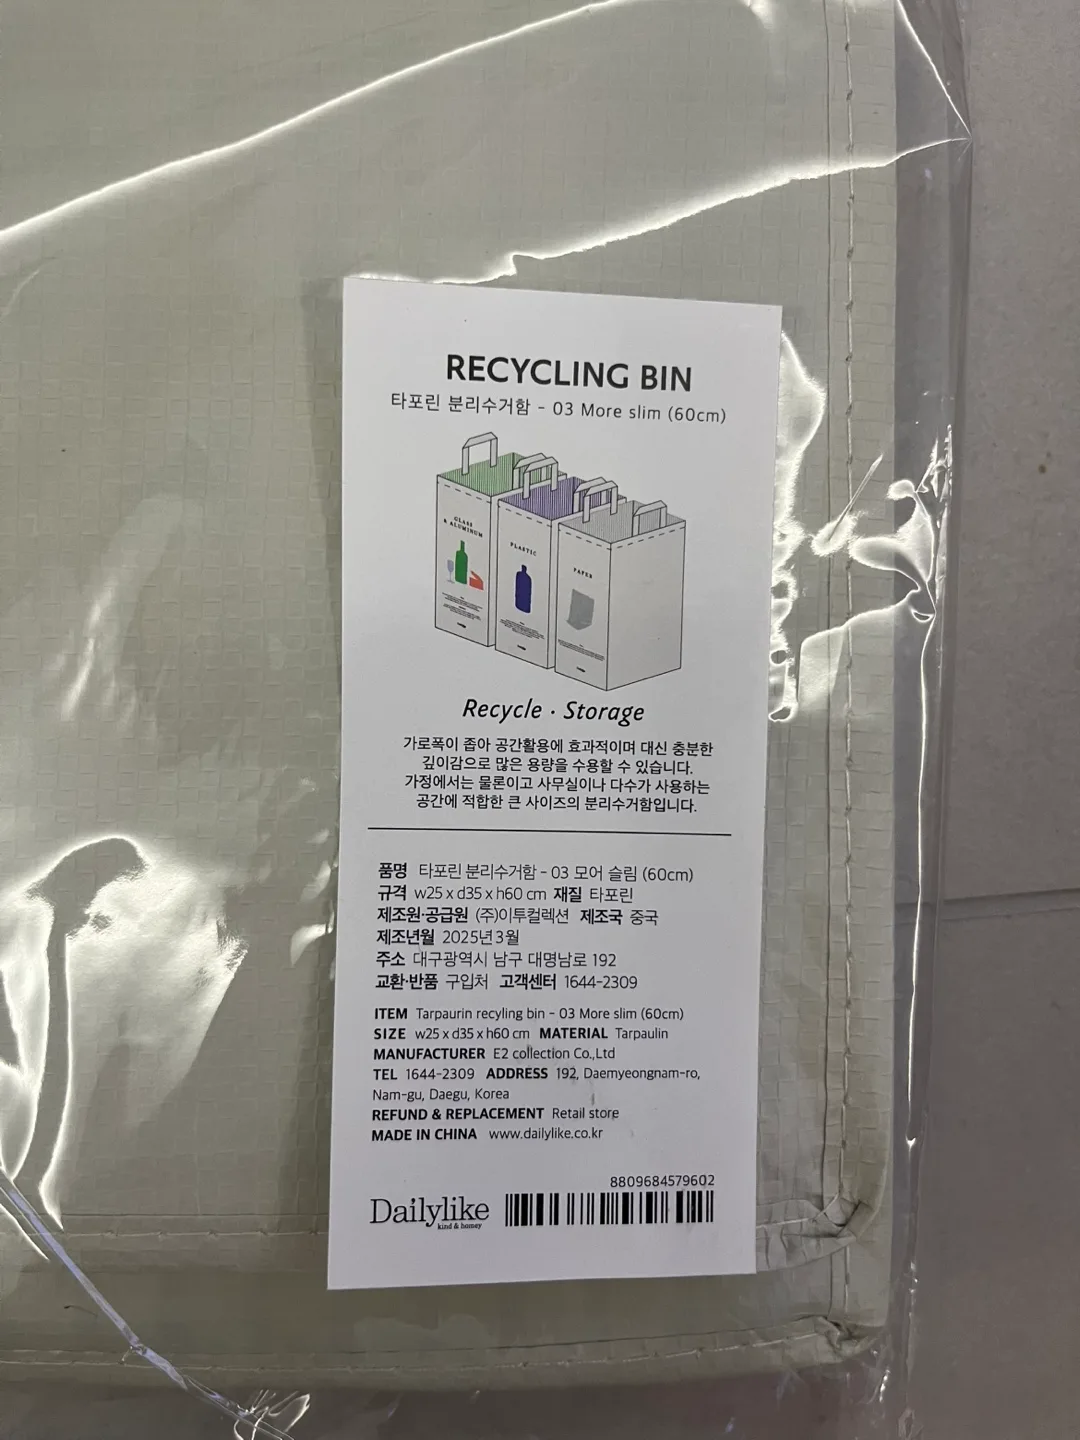 RECYCLING BIN
타포린 분리수거함 - 03 More slim (60cm)
GLASS
& ALUMINUM
PLASTIC
PAPER
Recycle · Storage
가로폭이 좁아 공간활용에 효과적이며 대신 충분한
깊이감으로 많은 용량을 수용할 수 있습니다.
가정에서는 물론이고 사무실이나 다수가 사용하는
공간에 적합한 큰 사이즈의 분리수거함입니다.
품명 타포린 분리수거함 - 03 모어 슬림 (60cm)
규격 w25 x d35 x h60 cm 재질 타포린
제조원·공급원 (주)이투컬렉션 제조국 중국
제조년월 2025년 3월
주소 대구광역시 남구 대명남로 192
교환·반품 구입처 고객센터 1644-2309
ITEM Tarpaurin recyling bin - 03 More slim (60cm)
SIZE w25 x d35 x h60 cm MATERIAL Tarpaulin
MANUFACTURER E2 collection Co.,Ltd
TEL 1644-2309 ADDRESS 192, Daemyeongnam-ro,
Nam-gu, Daegu, Korea
REFUND & REPLACEMENT Retail store
MADE IN CHINA www.dailylike.co.kr
8809684579602
Dailylike
kind & homey